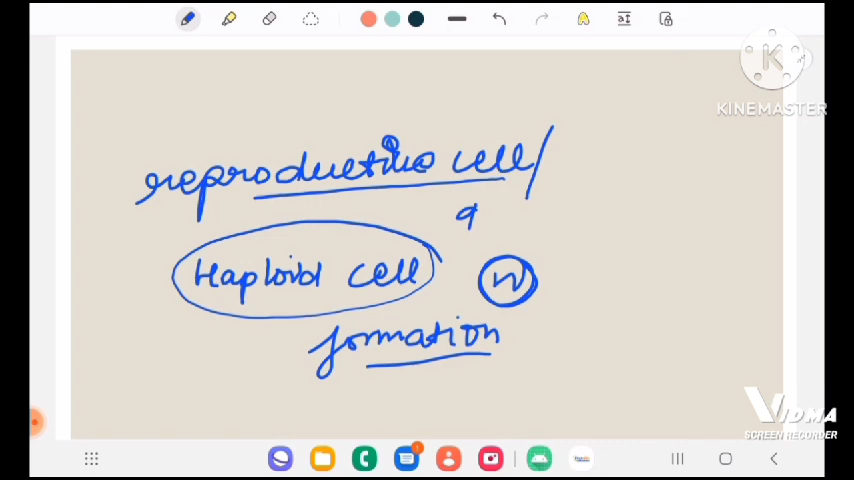 KINEMASTER
reproductive cell/
Haploid cell n
formation
VIDMA
SCREEN RECORDER